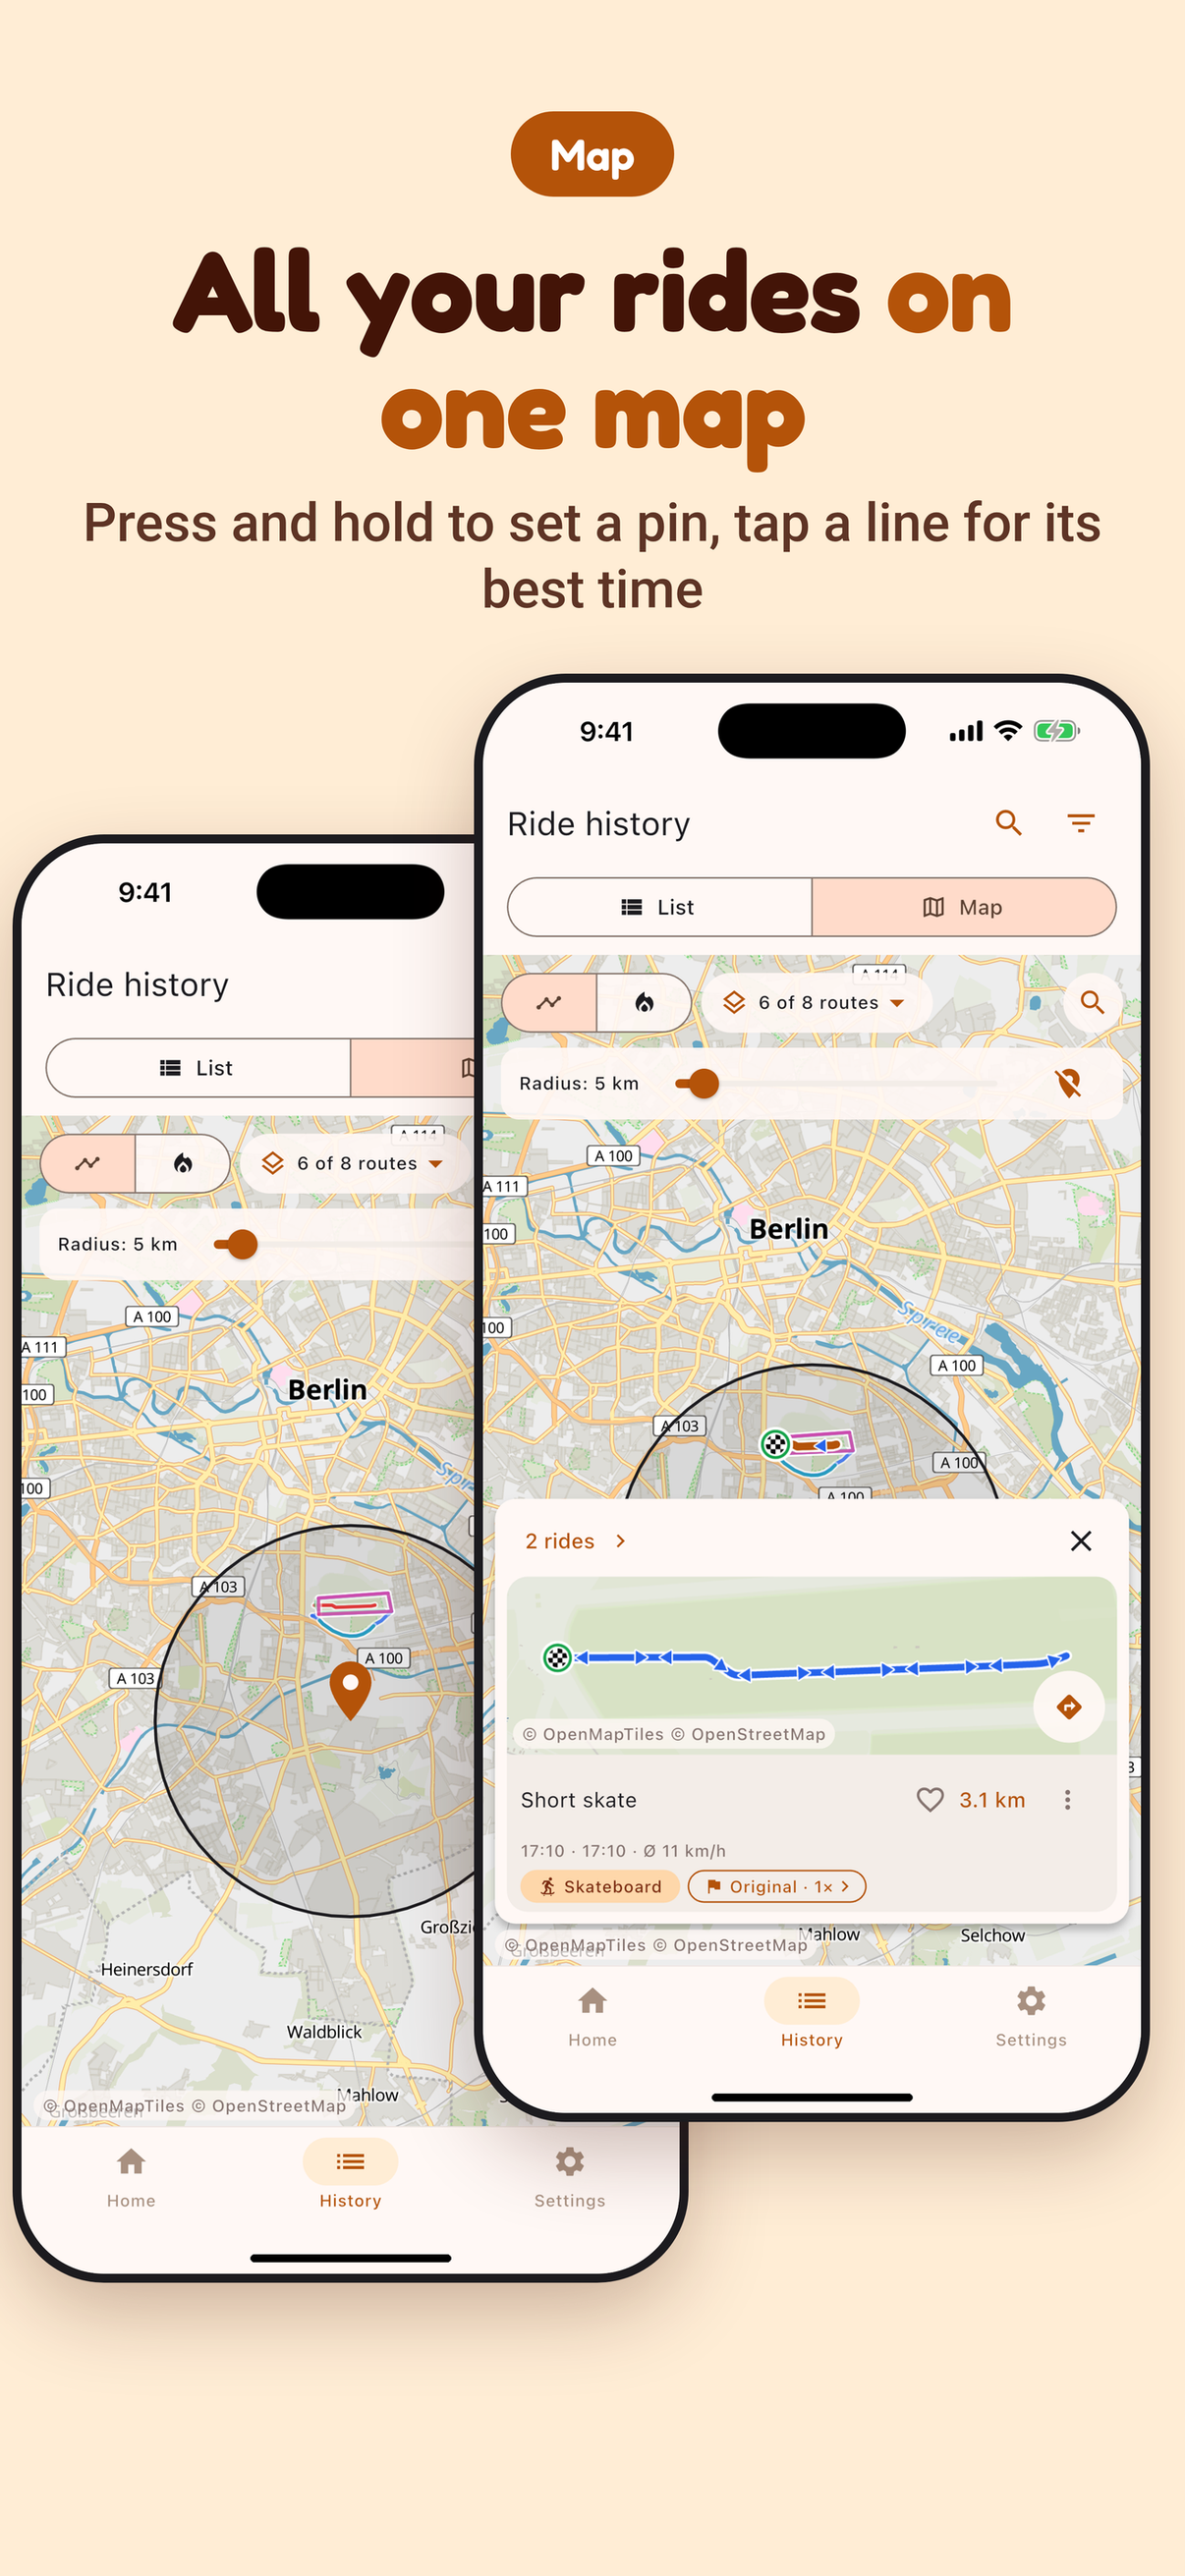 Map
All your rides on
one map
Press and hold to set a pin, tap a line for its
best time
9:41
Ride history
List
A 114
6 of 8 routes
Radius: 5 km
A 100
A 111
100
Berlin
100
A 103
A 103
A 100
Heinersdorf
Waldblick
Mahlow
Großbeeren
© OpenMapTiles © OpenStreetMap
Home
History
Settings
9:41
Ride history
List
Map
A 114
6 of 8 routes
Radius: 5 km
A 100
A 111
100
Berlin
100
Spree
A 100
A 103
A 100
A 100
2 rides
© OpenMapTiles © OpenStreetMap
Short skate
3.1 km
17:10 · 17:10 · Ø 11 km/h
Skateboard
Original · 1×
Mahlow
Selchow
Großbeeren
© OpenMapTiles © OpenStreetMap
Home
History
Settings